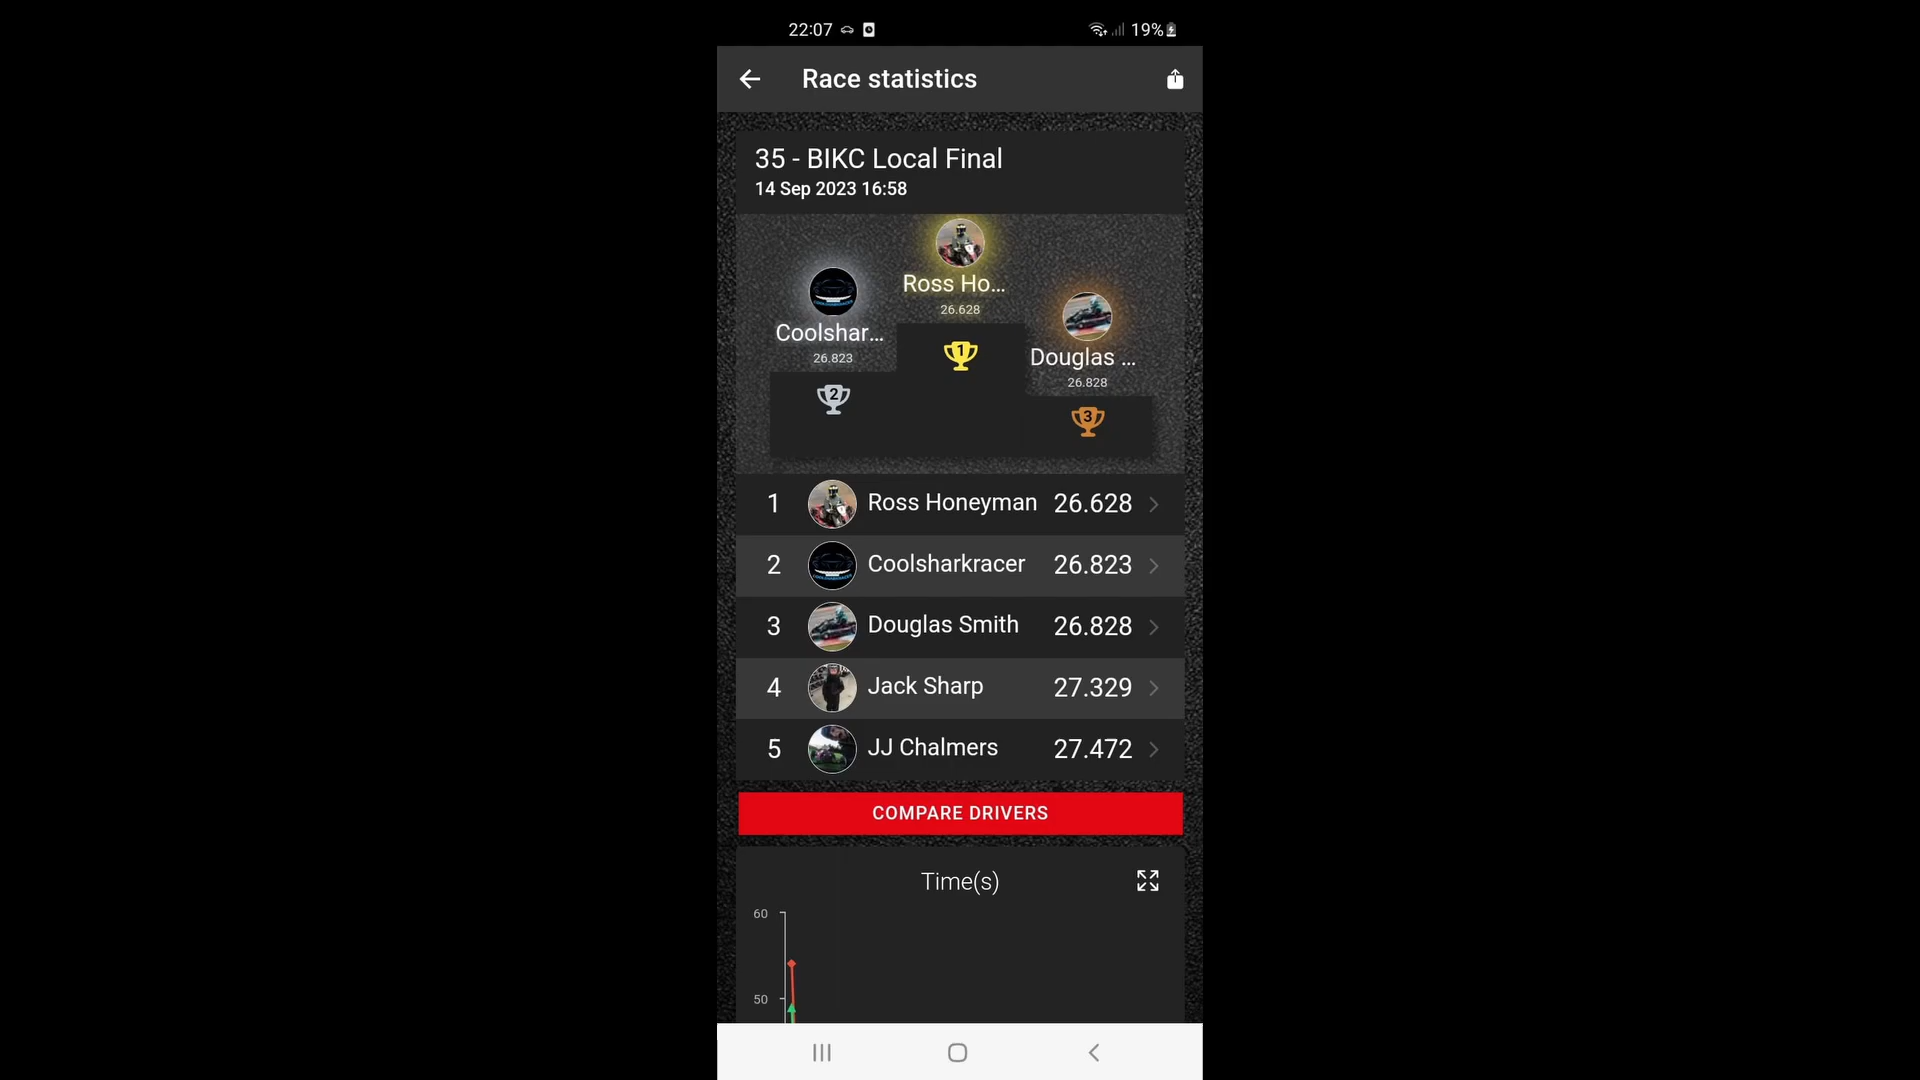 22:07 19%
Race statistics
35 - BIKC Local Final
14 Sep 2023 16:58
Ross Ho...
26.628
Coolshar...
26.823
Douglas ...
26.828
1
2
3
1 Ross Honeyman 26.628
2 Coolsharkracer 26.823
3 Douglas Smith 26.828
4 Jack Sharp 27.329
5 JJ Chalmers 27.472
COMPARE DRIVERS
Time(s)
60
50